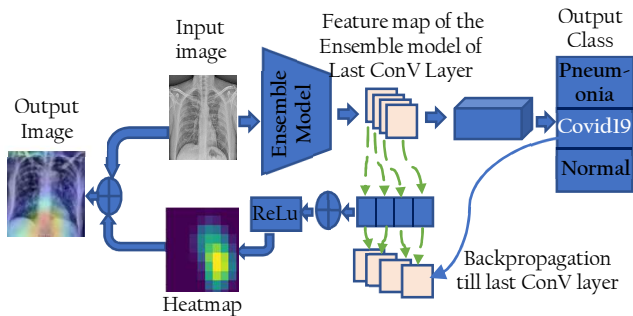 Input
image
Feature map of the
Ensemble model of
Last ConV Layer
Output
Class
Output
Image
Ensemble
Model
Pneum-
onia
Covid19
Normal
ReLu
Heatmap
Backpropagation
till last ConV layer